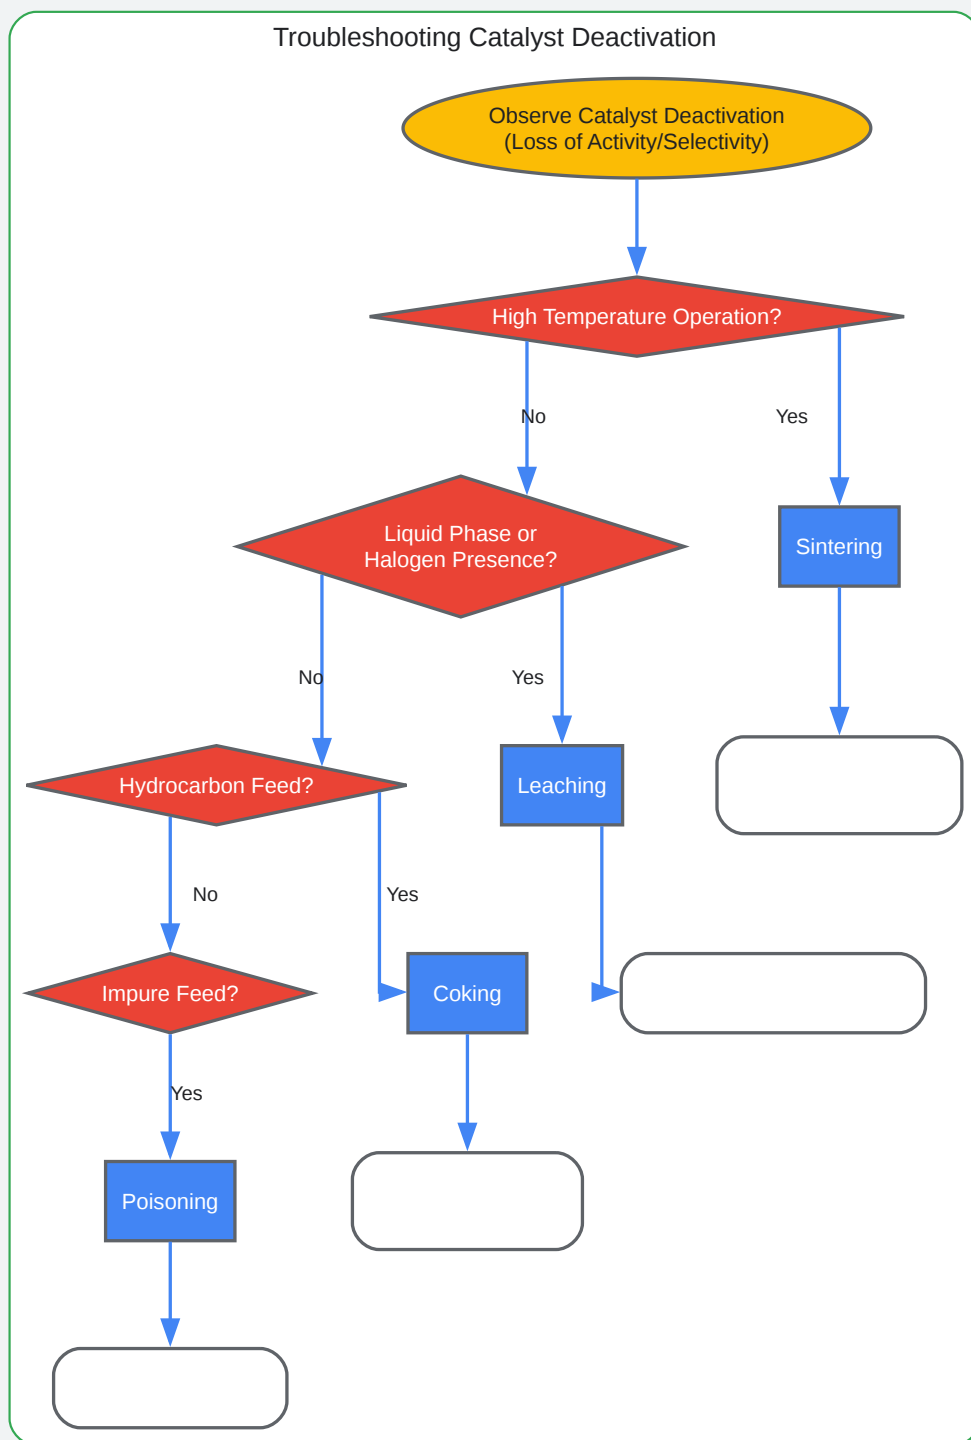 Troubleshooting Catalyst Deactivation
Observe Catalyst Deactivation
(Loss of Activity/Selectivity)
High Temperature Operation?
No
Yes
Liquid Phase or
Halogen Presence?
Sintering
No
Yes
Hydrocarbon Feed?
Leaching
No
Yes
Impure Feed?
Coking
Yes
Poisoning